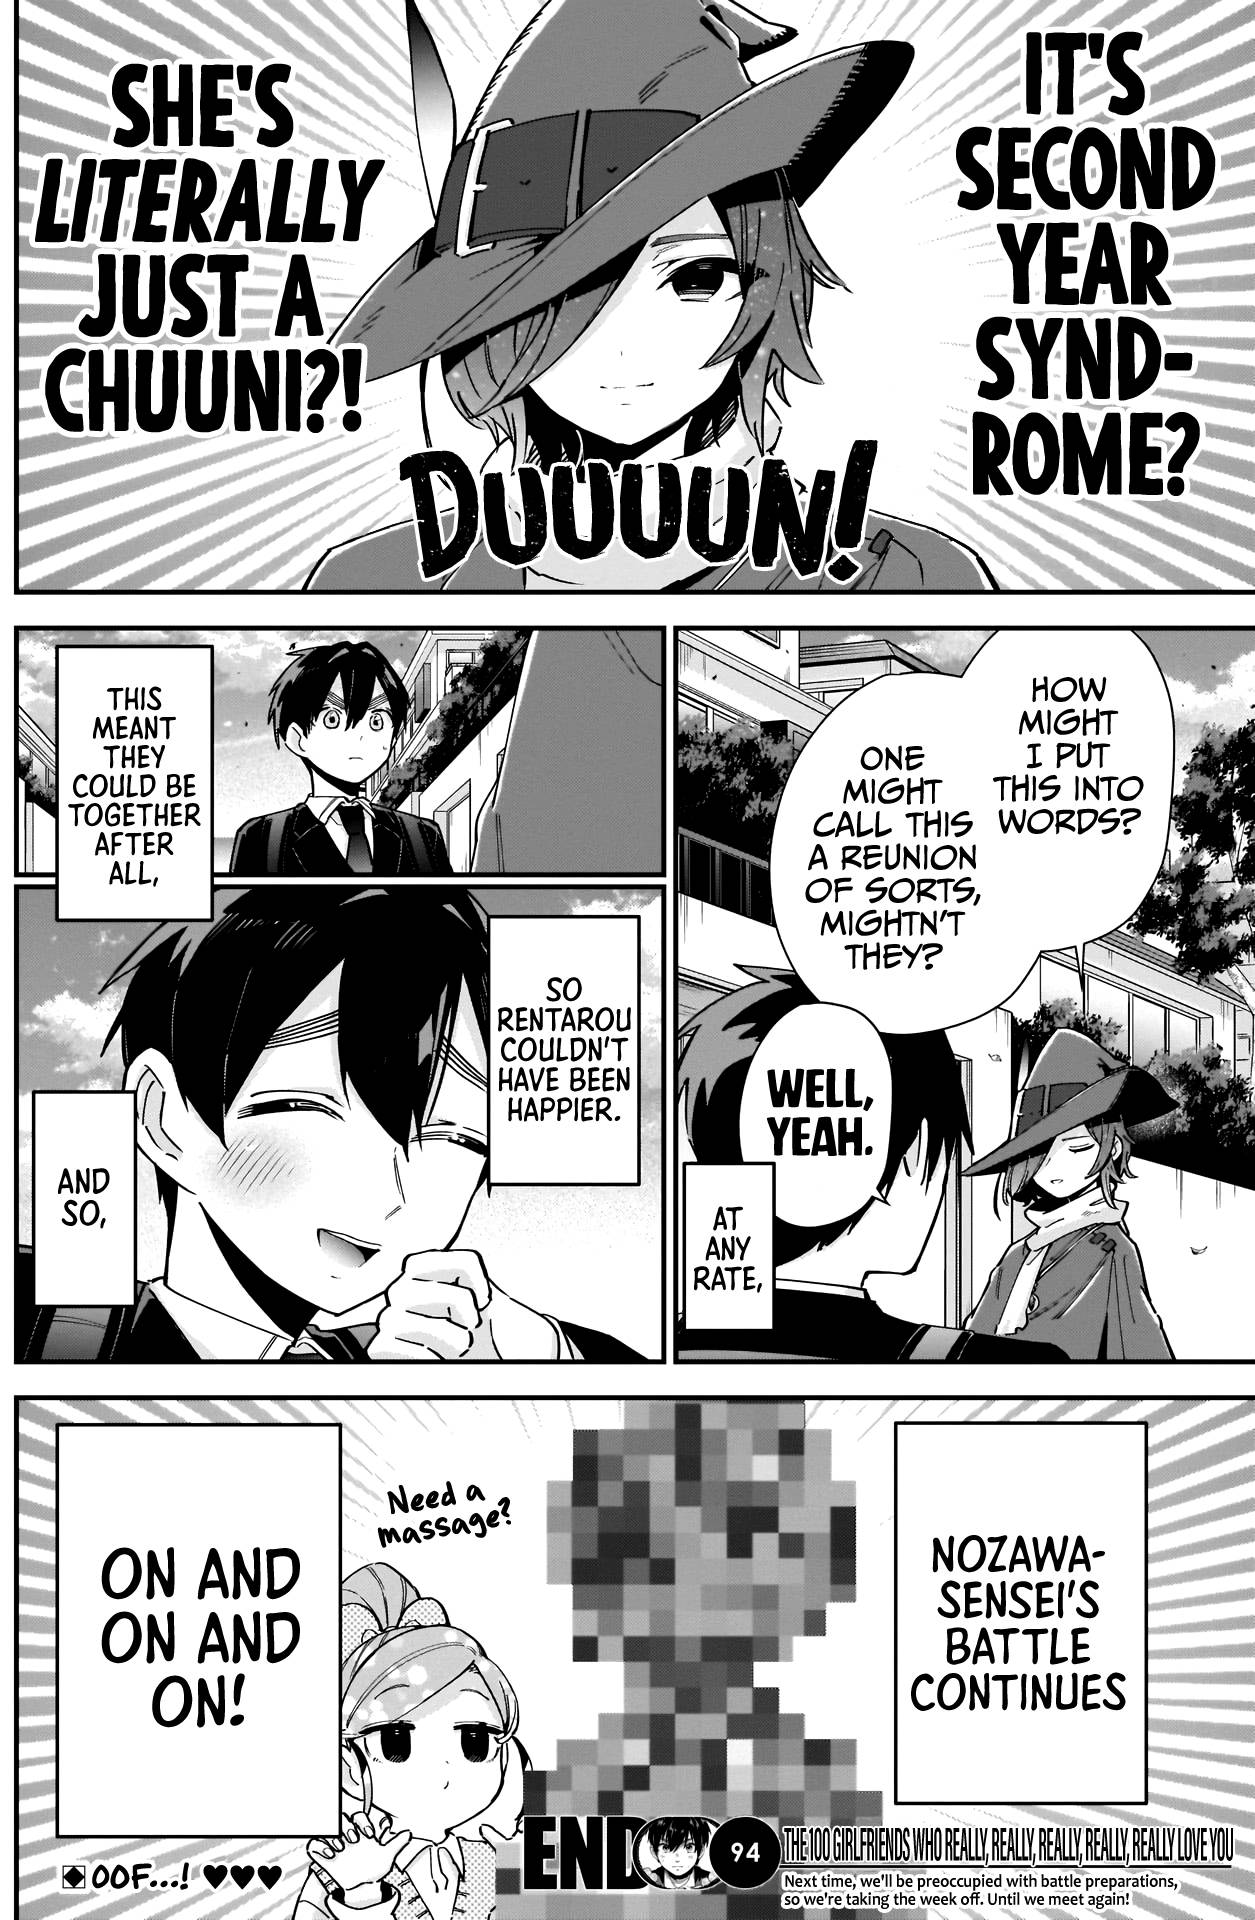 IT'S
SECOND
YEAR
SYND-
ROME?
SHE'S
LITERALLY
JUST A
CHUUNI?!
DUUUUN!
HOW
MIGHT
I PUT
THIS INTO
WORDS?
ONE
MIGHT
CALL THIS
A REUNION
OF SORTS,
MIGHTN'T
THEY?
WELL,
YEAH.
AT
ANY
RATE,
THIS
MEANT
THEY
COULD BE
TOGETHER
AFTER
ALL,
SO
RENTAROU
COULDN'T
HAVE BEEN
HAPPIER.
AND
SO,
NOZAWA-
SENSEI'S
BATTLE
CONTINUES
Need a
massage?
ON AND
ON AND
ON!
OOF...! ♥♥♥
END
94
THE 100 GIRLFRIENDS WHO REALLY, REALLY, REALLY, REALLY, REALLY LOVE YOU
Next time, we'll be preoccupied with battle preparations,
so we're taking the week off. Until we meet again!